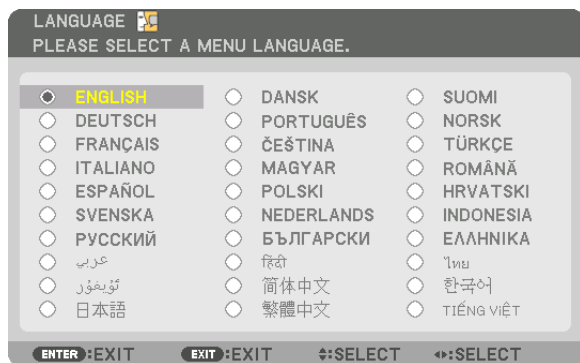 LANGUAGE
PLEASE SELECT A MENU LANGUAGE.
ENGLISH DANSK SUOMI
DEUTSCH PORTUGUÊS NORSK
FRANÇAIS ČEŠTINA TÜRKÇE
ITALIANO MAGYAR ROMÂNĂ
ESPAÑOL POLSKI HRVATSKI
SVENSKA NEDERLANDS INDONESIA
РУССКИЙ БЪЛГАРСКИ ΕΛΛΗΝΙΚΑ
عربي हिंदी ไทย
ئۇيغۇر 简体中文 한국어
日本語 繁體中文 TIẾNG VIỆT
ENTER:EXIT EXIT:EX :SELECT :SELECT